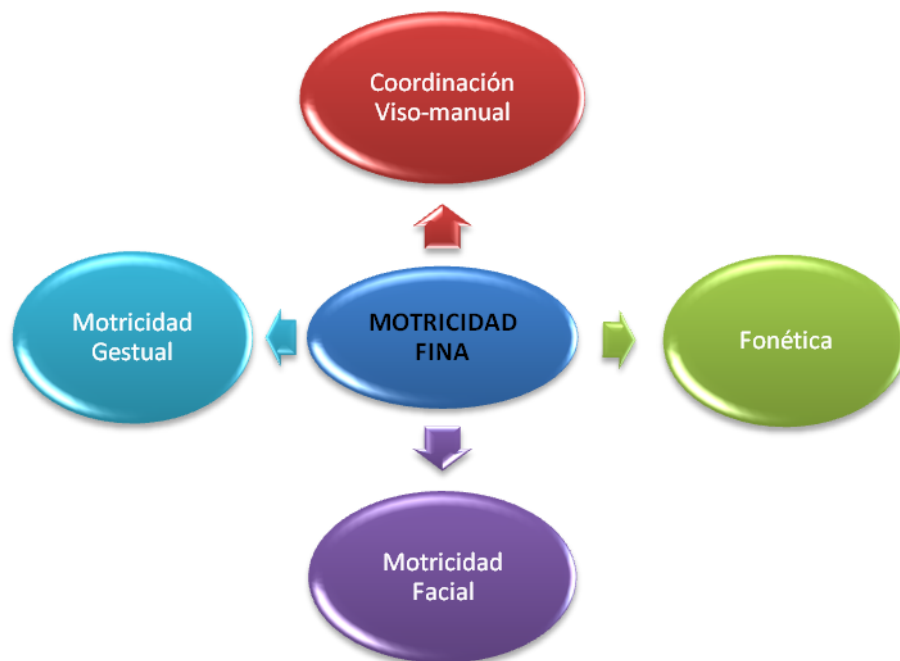 Coordinación
Viso-manual
Motricidad
Gestual
MOTRICIDAD
FINA
Fonética
Motricidad
Facial